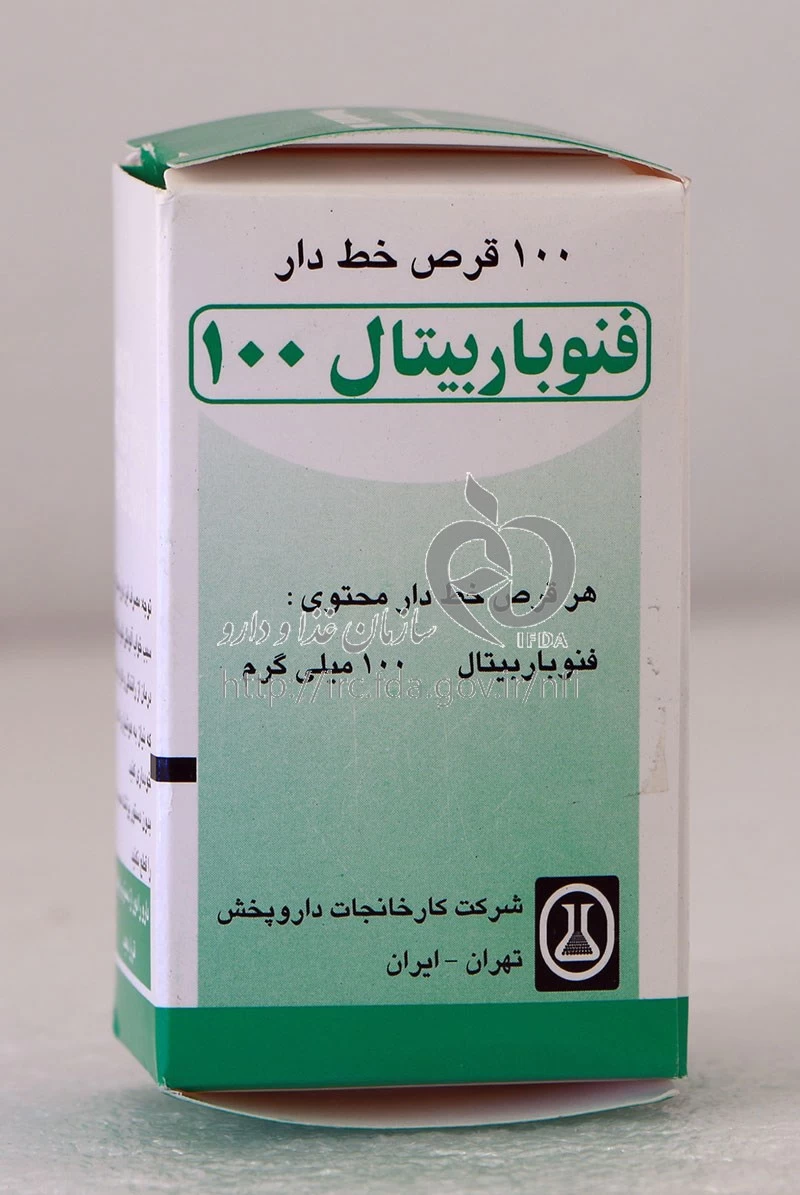 ۱۰۰ قرص خط دار
فنوباربیتال ۱۰۰
هر قرص خط دار محتوی :
IFDA
سازمان غذا و دارو
فنوباربیتال ۱۰۰ میلی گرم
http://irc.fda.gov.ir/nfi
شرکت کارخانجات داروپخش
تهران - ایران